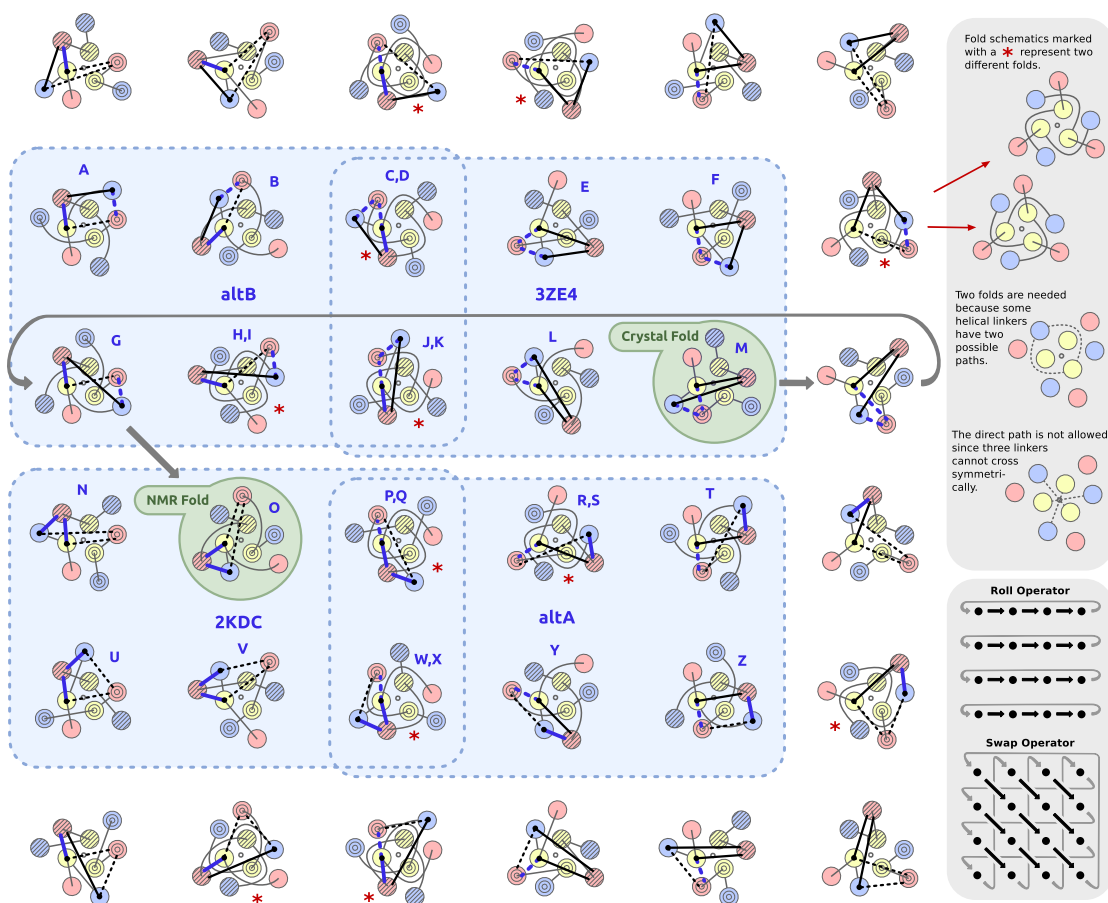 Fold schematics marked
with a * represent two
different folds.
*
*
A
B
C,D
E
F
*
*
altB
3ZE4
Two folds are needed
because some
helical linkers
have two
possible
paths.
G
H,I
J,K
L
Crystal Fold
M
*
*
The direct path is not allowed
since three linkers
cannot cross
symmetri-
cally.
N
NMR Fold
O
P,Q
R,S
T
*
*
2KDC
altA
Roll Operator
U
V
W,X
Y
Z
*
*
Swap Operator
*
*